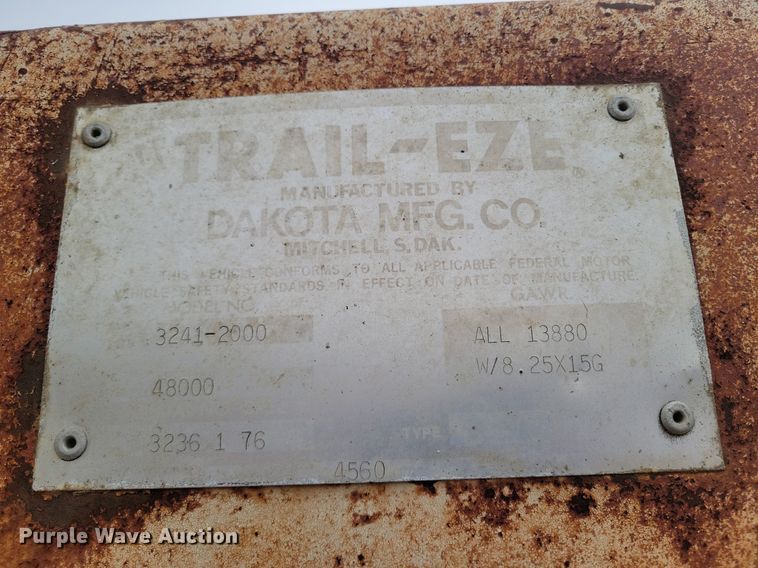 TRAIL-EZE®
MANUFACTURED BY
DAKOTA MFG. CO.
MITCHELL, S. DAK.
THIS VEHICLE CONFORMS TO ALL APPLICABLE FEDERAL MOTOR
VEHICLE SAFETY STANDARDS IN EFFECT ON DATE OF MANUFACTURE.
MODEL NO. G.A.W.R.
3241-2000 ALL 13880
W/8.25X15G
48000
3236 1 76 TYPE
4560
Purple Wave Auction